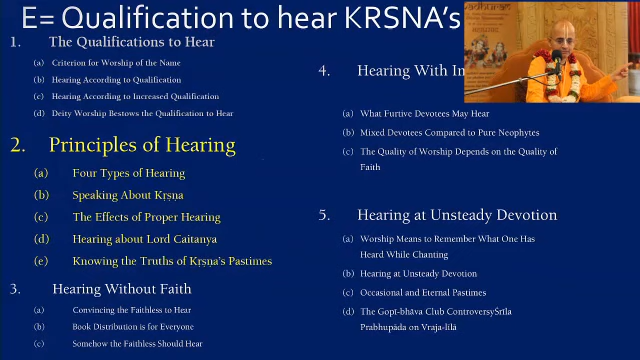 E= Qualification to hear KRSNA's
1. The Qualifications to Hear
(a) Criterion for Worship of the Name
(b) Hearing According to Qualification
(c) Hearing According to Increased Qualification
(d) Deity Worship Bestows the Qualification to Hear
2. Principles of Hearing
(a) Four Types of Hearing
(b) Speaking About Kṛṣṇa
(c) The Effects of Proper Hearing
(d) Hearing about Lord Caitanya
(e) Knowing the Truths of Kṛṣṇa's Pastimes
3. Hearing Without Faith
(a) Convincing the Faithless to Hear
(b) Book Distribution is for Everyone
(c) Somehow the Faithless Should Hear
4. Hearing With In
(a) What Furtive Devotees May Hear
(b) Mixed Devotees Compared to Pure Neophytes
(c) The Quality of Worship Depends on the Quality of
Faith
5. Hearing at Unsteady Devotion
(a) Worship Means to Remember What One Has
Heard While Chanting
(b) Hearing at Unsteady Devotion
(c) Occasional and Eternal Pastimes
(d) The Gopī-bhāva Club ControversyŚrīla
Prabhupāda on Vraja-līlā